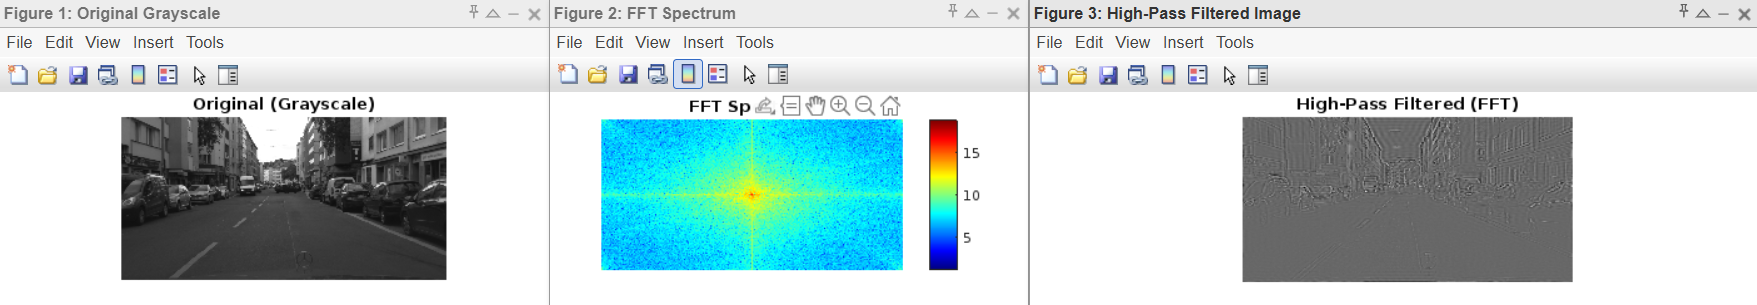 Figure 1: Original Grayscale
File Edit View Insert Tools
Original (Grayscale)
Figure 2: FFT Spectrum
File Edit View Insert Tools
FFT Sp
15
10
5
Figure 3: High-Pass Filtered Image
File Edit View Insert Tools
High-Pass Filtered (FFT)